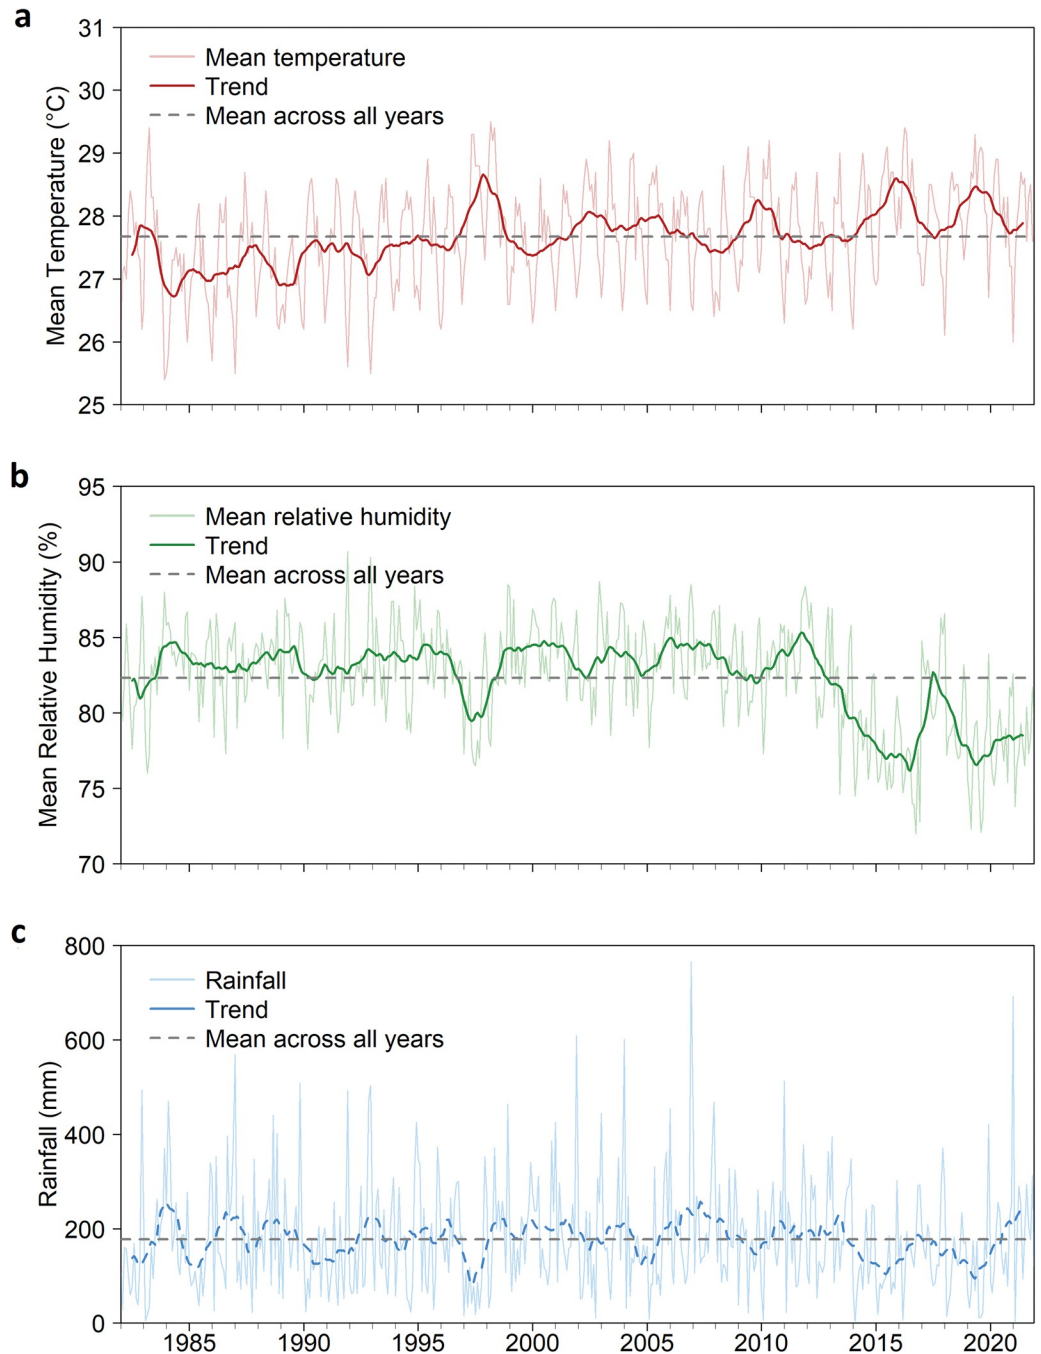 a
31
30
29
28
27
26
25
Mean Temperature (°C)
Mean temperature
Trend
Mean across all years
b
95
90
85
80
75
70
Mean Relative Humidity (%)
Mean relative humidity
Trend
Mean across all years
c
800
600
400
200
0
Rainfall (mm)
Rainfall
Trend
Mean across all years
1985 1990 1995 2000 2005 2010 2015 2020